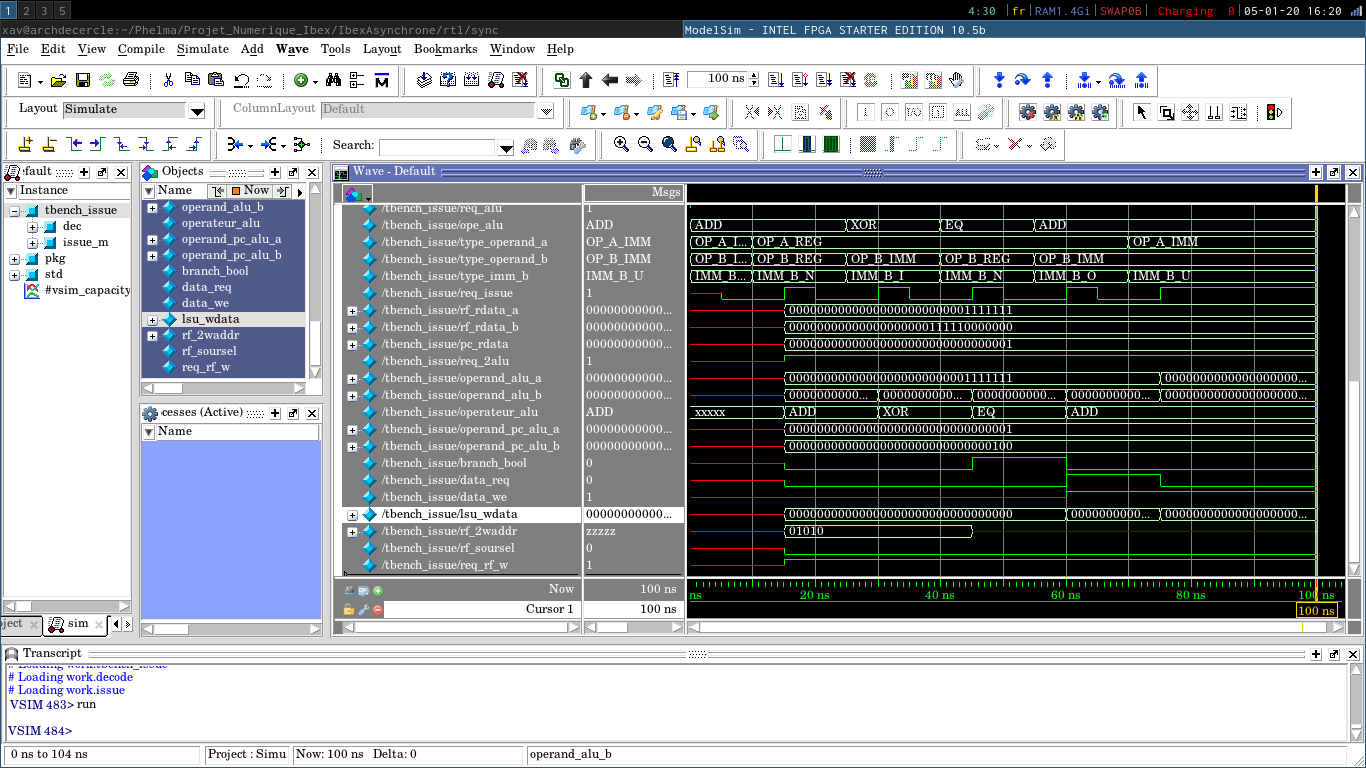 1 2 3 5 4:30 fr RAM1.4Gi SWAP0B Charging 0 05-01-20 16:20
xav@archdecercle:~/Phelma/Projet_Numerique_Ibex/IbexAsynchrone/rtl/sync ModelSim - INTEL FPGA STARTER EDITION 10.5b
File Edit View Compile Simulate Add Wave Tools Layout Bookmarks Window Help
100 ns
Layout Simulate ColumnLayout Default
Search:
fault Objects Wave - Default
Instance Name Now Msgs
tbench_issue
dec
issue_m
pkg
std
#vsim_capacity
operand_alu_b
operateur_alu
operand_pc_alu_a
operand_pc_alu_b
branch_bool
data_req
data_we
lsu_wdata
rf_2waddr
rf_soursel
req_rf_w
cesses (Active)
Name
/tbench_issue/req_alu 1
/tbench_issue/ope_alu ADD ADD XOR EQ ADD
/tbench_issue/type_operand_a OP_A_IMM OP_A_I... OP_A_REG OP_A_IMM
/tbench_issue/type_operand_b OP_B_IMM OP_B_I... OP_B_REG OP_B_IMM OP_B_REG OP_B_IMM
/tbench_issue/type_imm_b IMM_B_U IMM_B... IMM_B_N IMM_B_I IMM_B_N IMM_B_O IMM_B_U
/tbench_issue/req_issue 1
/tbench_issue/rf_rdata_a 00000000000... 00000000000000000000000001111111
/tbench_issue/rf_rdata_b 00000000000... 00000000000000000000111110000000
/tbench_issue/pc_rdata 00000000000... 00000000000000000000000000000001
/tbench_issue/req_2alu 1
/tbench_issue/operand_alu_a 00000000000... 00000000000000000000000001111111 000000000000000000...
/tbench_issue/operand_alu_b 00000000000... 0000000000... 0000000000... 0000000000... 0000000000... 000000000000000000...
/tbench_issue/operateur_alu ADD xxxxx ADD XOR EQ ADD
/tbench_issue/operand_pc_alu_a 00000000000... 00000000000000000000000000000001
/tbench_issue/operand_pc_alu_b 00000000000... 00000000000000000000000000000100
/tbench_issue/branch_bool 0
/tbench_issue/data_req 0
/tbench_issue/data_we 1
/tbench_issue/lsu_wdata 00000000000... 00000000000000000000000000000000 0000000000... 000000000000000000...
/tbench_issue/rf_2waddr zzzzz 01010
/tbench_issue/rf_soursel 0
/tbench_issue/req_rf_w 1
Now 100 ns ns 20 ns 40 ns 60 ns 80 ns 100 ns
Cursor 1 100 ns 100 ns
ject sim
Transcript
# Loading work.tbench_issue
# Loading work.decode
# Loading work.issue
VSIM 483> run
VSIM 484>
0 ns to 104 ns Project : Simu Now: 100 ns Delta: 0 operand_alu_b